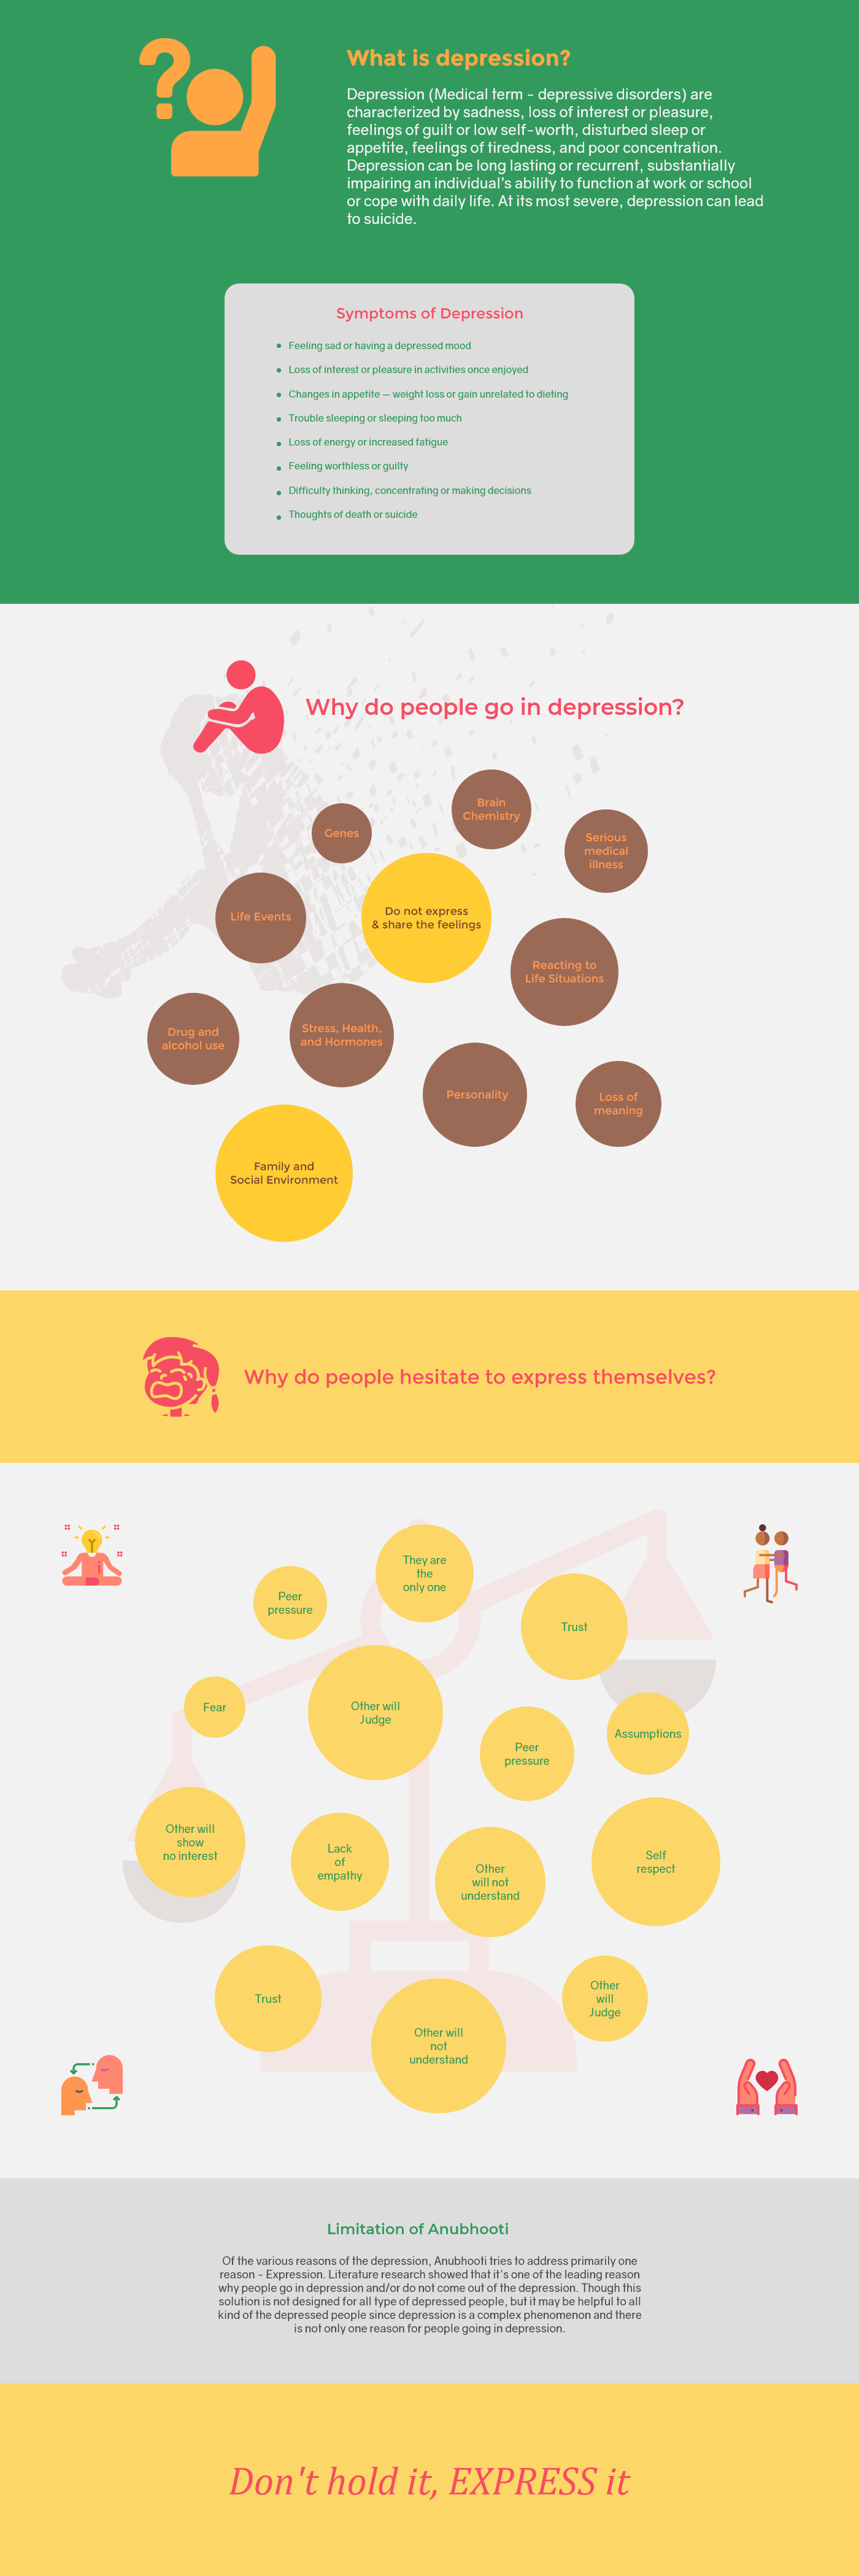 What is depression?
Depression (Medical term - depressive disorders) are
characterized by sadness, loss of interest or pleasure,
feelings of guilt or low self-worth, disturbed sleep or
appetite, feelings of tiredness, and poor concentration.
Depression can be long lasting or recurrent, substantially
impairing an individual's ability to function at work or school
or cope with daily life. At its most severe, depression can lead
to suicide.
Symptoms of Depression
Feeling sad or having a depressed mood
Loss of interest or pleasure in activities once enjoyed
Changes in appetite — weight loss or gain unrelated to dieting
Trouble sleeping or sleeping too much
Loss of energy or increased fatigue
Feeling worthless or guilty
Difficulty thinking, concentrating or making decisions
Thoughts of death or suicide
Why do people go in depression?
Brain
Chemistry
Genes
Serious
medical
illness
Life Events
Do not express
& share the feelings
Reacting to
Life Situations
Drug and
alcohol use
Stress, Health,
and Hormones
Personality
Loss of
meaning
Family and
Social Environment
Why do people hesitate to express themselves?
They are
the
only one
Peer
pressure
Trust
Fear
Other will
Judge
Peer
pressure
Assumptions
Other will
show
no interest
Lack
of
empathy
Other
will not
understand
Self
respect
Trust
Other will
not
understand
Other
will
Judge
Limitation of Anubhooti
Of the various reasons of the depression, Anubhooti tries to address primarily one
reason - Expression. Literature research showed that it's one of the leading reason
why people go in depression and/or do not come out of the depression. Though this
solution is not designed for all type of depressed people, but it may be helpful to all
kind of the depressed people since depression is a complex phenomenon and there
is not only one reason for people going in depression.
Don't hold it, EXPRESS it